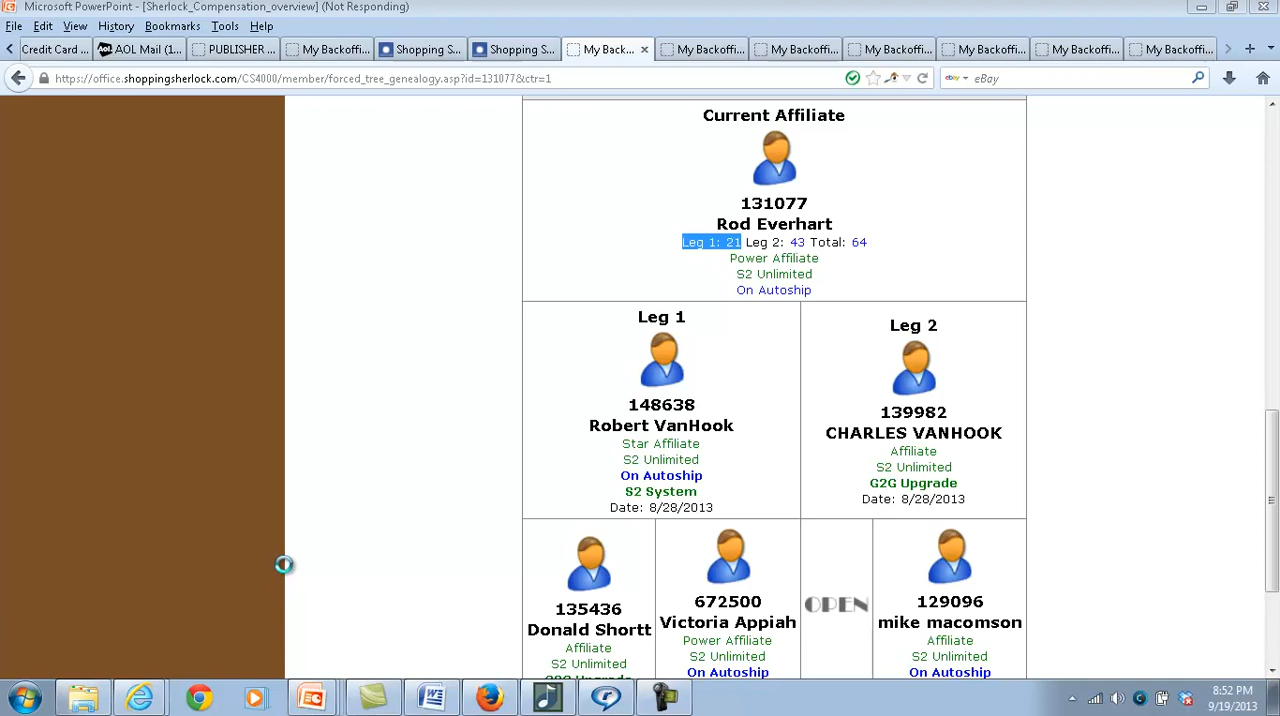 Microsoft PowerPoint - [Sherlock_Compensation_overview] (Not Responding)
File Edit View History Bookmarks Tools Help
Credit Card ... AOL Mail (1... PUBLISHER ... My Backoffi... Shopping S... Shopping S... My Back... My Backoffi... My Backoffi... My Backoffi... My Backoffi... My Backoffi... My Backoffi...
https://office.shoppingsherlock.com/CS4000/member/forced_tree_genealogy.asp?id=131077&ctr=1
ebay eBay
Current Affiliate
131077
Rod Everhart
Leg 1: 21 Leg 2: 43 Total: 64
Power Affiliate
S2 Unlimited
On Autoship
Leg 1
148638
Robert VanHook
Star Affiliate
S2 Unlimited
On Autoship
S2 System
Date: 8/28/2013
Leg 2
139982
CHARLES VANHOOK
Affiliate
S2 Unlimited
G2G Upgrade
Date: 8/28/2013
135436
Donald Shortt
Affiliate
S2 Unlimited
672500
Victoria Appiah
Power Affiliate
S2 Unlimited
On Autoship
OPEN
129096
mike macomson
Affiliate
S2 Unlimited
On Autoship
8:52 PM
9/19/2013